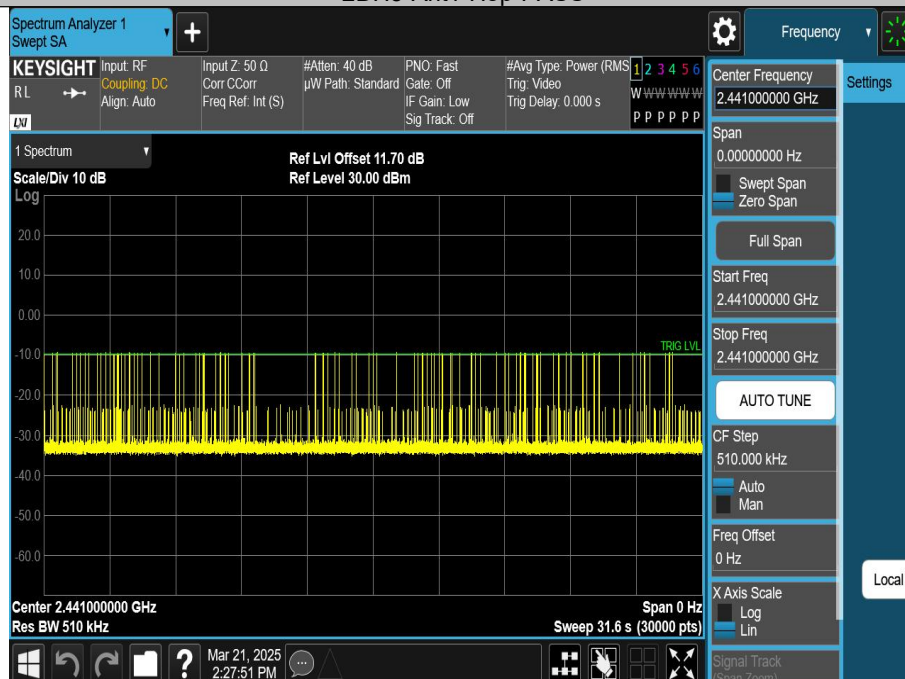 Spectrum Analyzer 1
Swept SA
Frequency
KEYSIGHT
RL
LXI
Input: RF
Coupling: DC
Align: Auto
Input Z: 50 Ω
Corr CCorr
Freq Ref: Int (S)
#Atten: 40 dB
µW Path: Standard
PNO: Fast
Gate: Off
IF Gain: Low
Sig Track: Off
#Avg Type: Power (RMS
Trig: Video
Trig Delay: 0.000 s
1 2 3 4 5 6
W W W W W W
P P P P P P
Center Frequency
2.441000000 GHz
Settings
Span
0.00000000 Hz
Swept Span
Zero Span
Full Span
Start Freq
2.441000000 GHz
Stop Freq
2.441000000 GHz
AUTO TUNE
CF Step
510.000 kHz
Auto
Man
Freq Offset
0 Hz
X Axis Scale
Log
Lin
Signal Track
(Span Zoom)
Local
1 Spectrum
Scale/Div 10 dB
Log
Ref Lvl Offset 11.70 dB
Ref Level 30.00 dBm
20.0
10.0
0.00
-10.0
TRIG LVL
-20.0
-30.0
-40.0
-50.0
-60.0
Center 2.441000000 GHz
Res BW 510 kHz
Span 0 Hz
Sweep 31.6 s (30000 pts)
?
Mar 21, 2025
2:27:51 PM